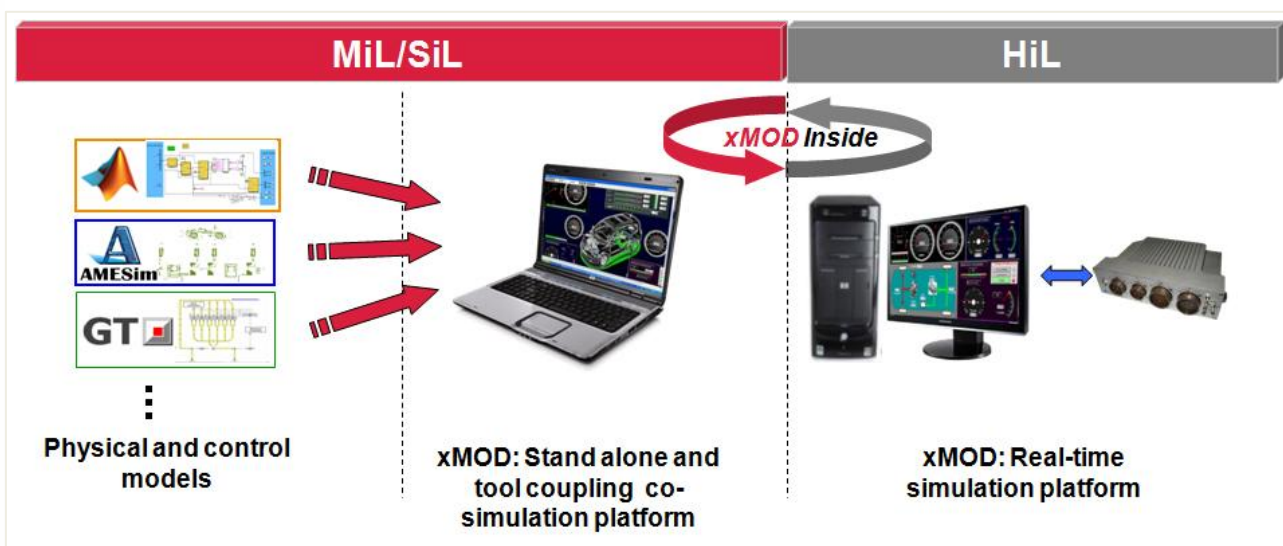 MiL/SiL
HiL
xMOD Inside
AMESim
GT
Physical and control
models
xMOD: Stand alone and
tool coupling co-
simulation platform
xMOD: Real-time
simulation platform